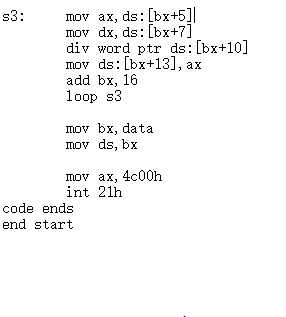 s3: mov ax,ds:[bx+5]
mov dx,ds:[bx+7]
div word ptr ds:[bx+10]
mov ds:[bx+13],ax
add bx,16
loop s3
mov bx,data
mov ds,bx
mov ax,4c00h
int 21h
code ends
end start